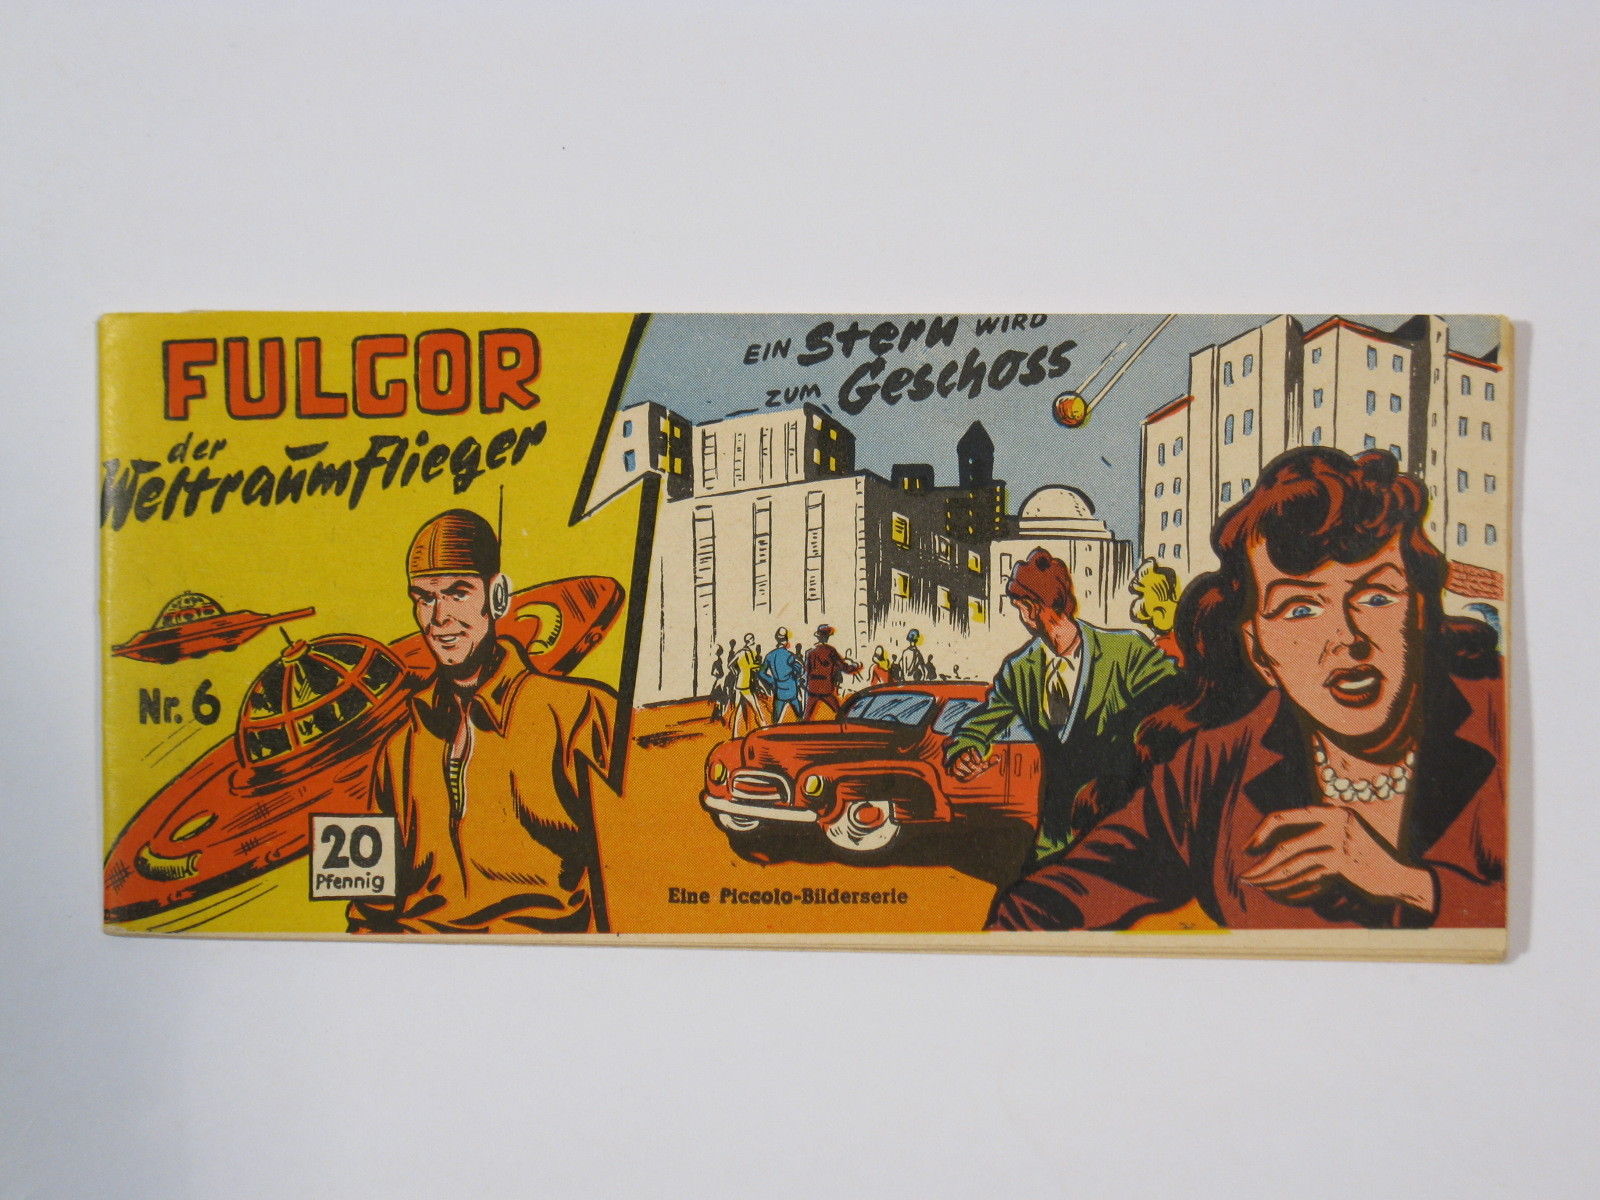 FULGOR
der
Weltraumflieger
Nr. 6
20
Pfennig
EIN Stern WIRD
ZUM Geschoss
Eine Piccolo-Bilderserie